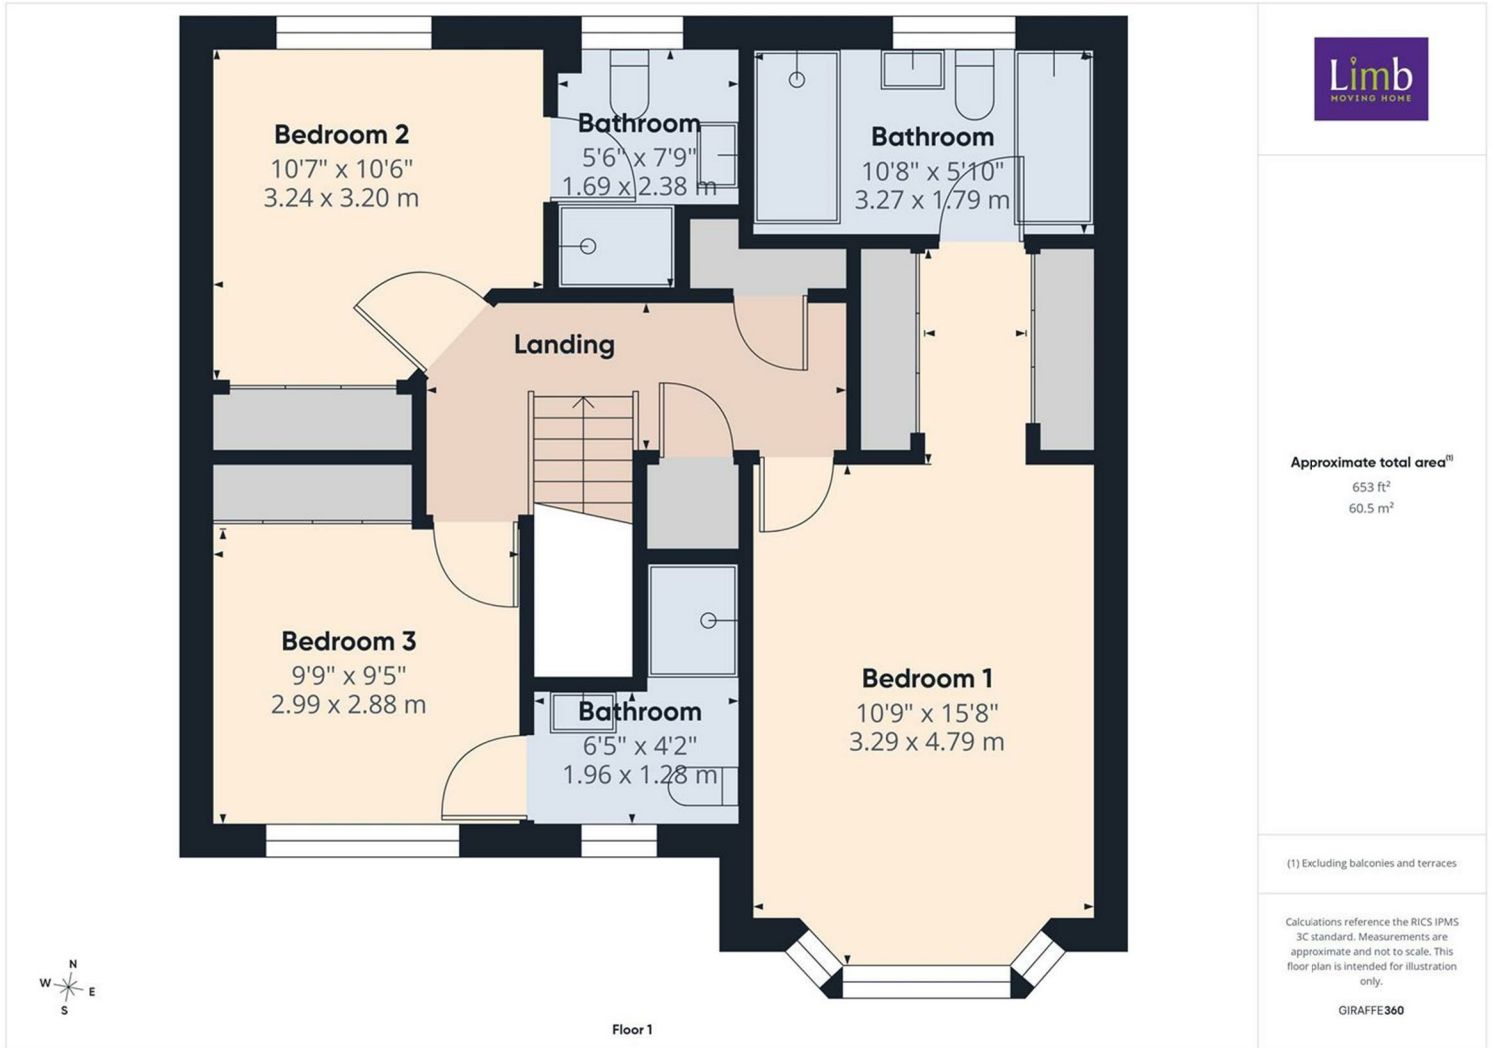 Bedroom 2
10'7" x 10'6"
3.24 x 3.20 m
Bathroom
5'6" x 7'9"
1.69 x 2.38 m
Bathroom
10'8" x 5'10"
3.27 x 1.79 m
Landing
Bedroom 3
9'9" x 9'5"
2.99 x 2.88 m
Bathroom
6'5" x 4'2"
1.96 x 1.28 m
Bedroom 1
10'9" x 15'8"
3.29 x 4.79 m
N
W
E
S
Floor 1
Limb
MOVING HOME
Approximate total area(1)
653 ft²
60.5 m²
(1) Excluding balconies and terraces
Calculations reference the RICS IPMS
3C standard. Measurements are
approximate and not to scale. This
floor plan is intended for illustration
only.
GIRAFFE360